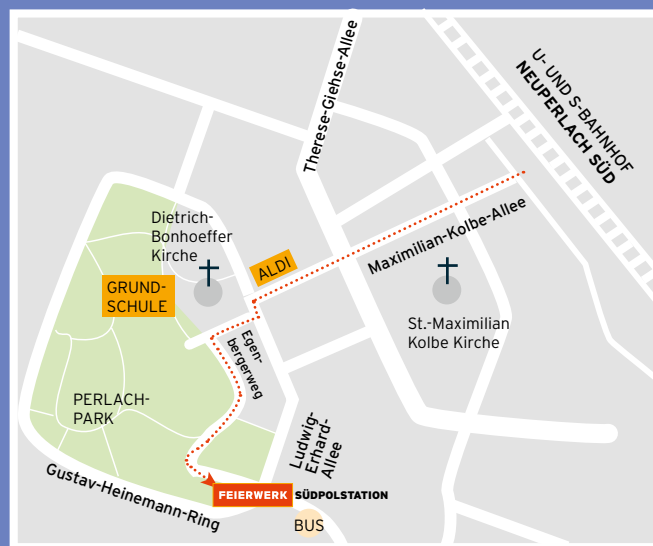 Therese-Giehse-Allee
U- UND S-BAHNHOF
NEUPERLACH SÜD
Dietrich-
Bonhoeffer
Kirche
ALDI
Maximilian-Kolbe-Allee
GRUND-
SCHULE
St.-Maximilian
Kolbe Kirche
Egen-
bergerweg
PERLACH-
PARK
Ludwig-
Erhard-
Allee
Gustav-Heinemann-Ring
FEIERWERK SÜDPOLSTATION
BUS